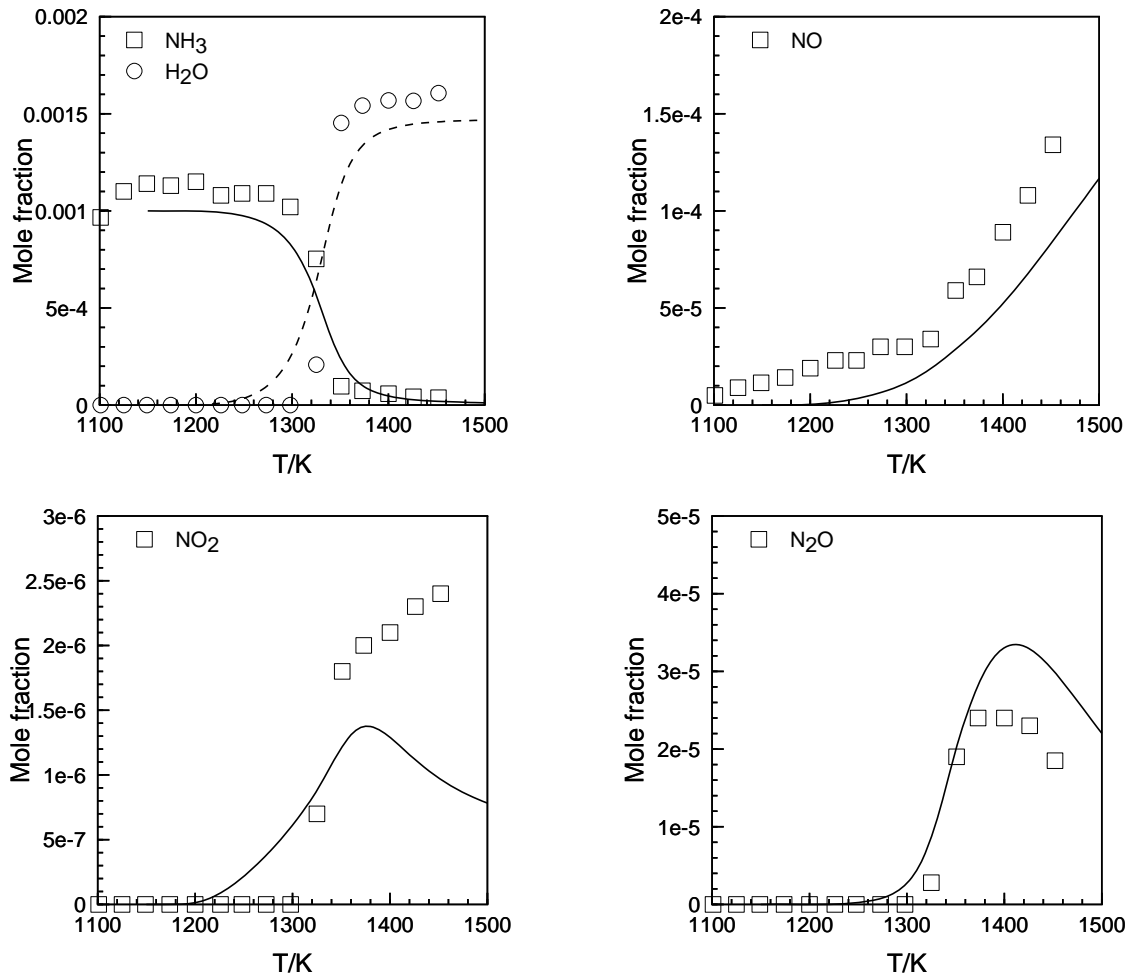 0.002
NH3
H2O
0.0015
0.001
5e-4
0
Mole fraction
1100 1200 1300 1400 1500
T/K
2e-4
NO
1.5e-4
1e-4
5e-5
0
Mole fraction
1100 1200 1300 1400 1500
T/K
3e-6
NO2
2.5e-6
2e-6
1.5e-6
1e-6
5e-7
0
Mole fraction
1100 1200 1300 1400 1500
T/K
5e-5
N2O
4e-5
3e-5
2e-5
1e-5
0
Mole fraction
1100 1200 1300 1400 1500
T/K